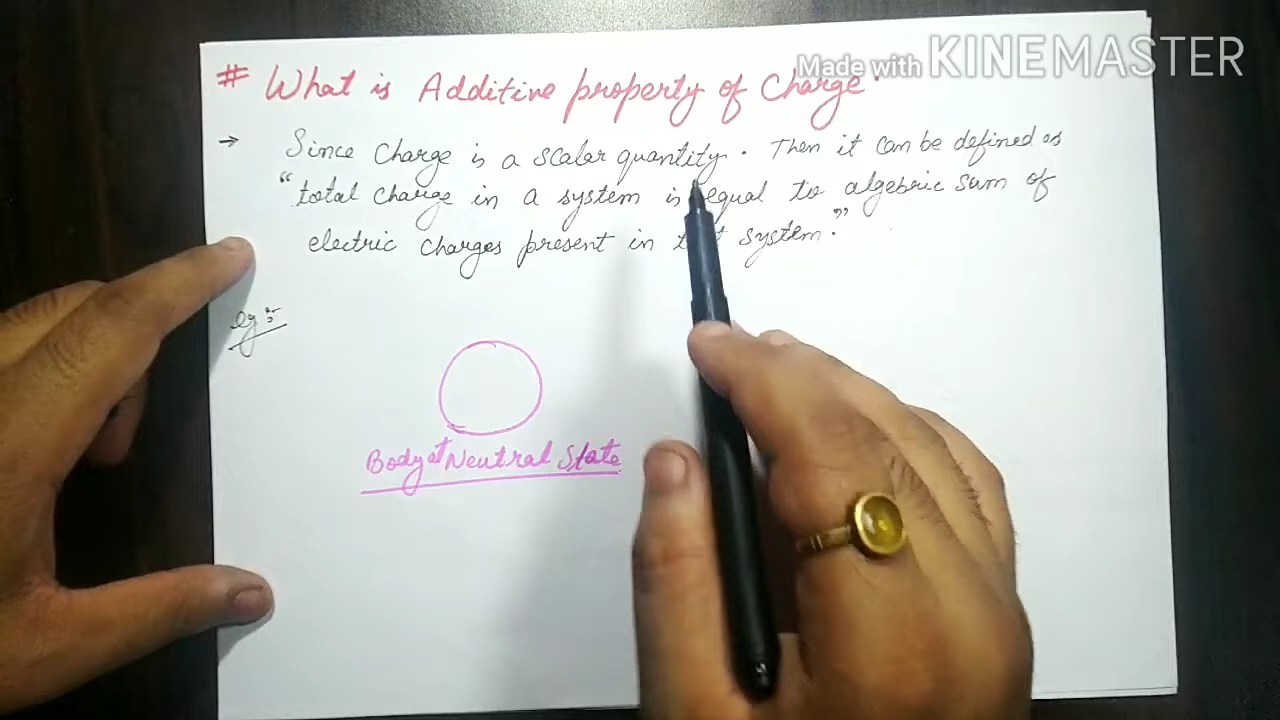 Made with KINEMASTER
# What is Additive property of Charge.
→ Since Charge is a scalar quantity. Then it can be defined as
"total charge in a system is equal to algebric sum of
electric charges present in system."
eg :-
Body at Neutral State